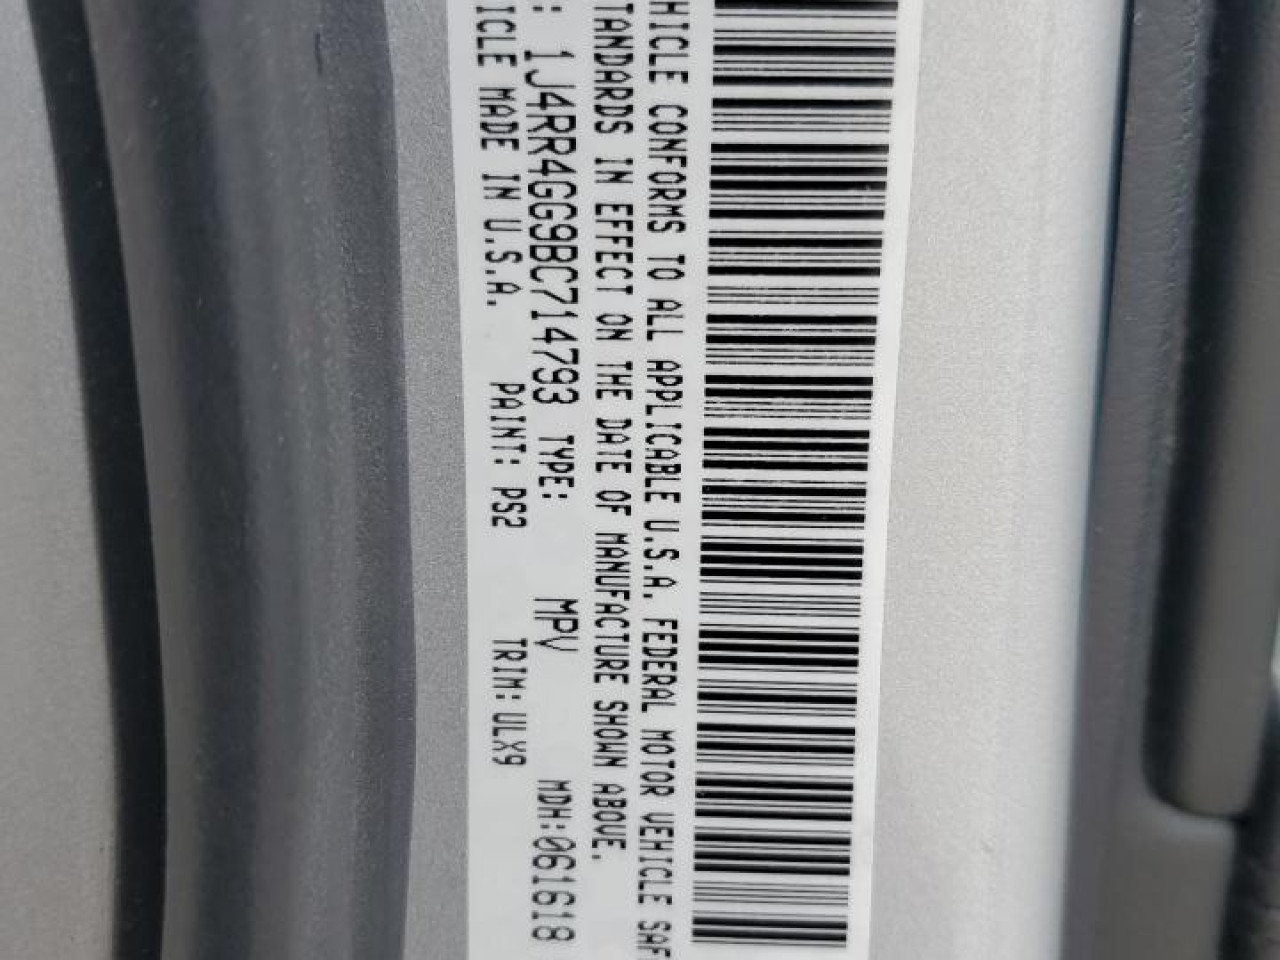 EHICLE CONFORMS TO ALL APPLICABLE U.S.A. FEDERAL MOTOR VEHICLE SAF
TANDARDS IN EFFECT ON THE DATE OF MANUFACTURE SHOWN ABOVE.
: 1J4RR4GG9BC714793 TYPE: MPV MDH:061618
ICLE MADE IN U.S.A. PAINT: PS2 TRIM: ULX9